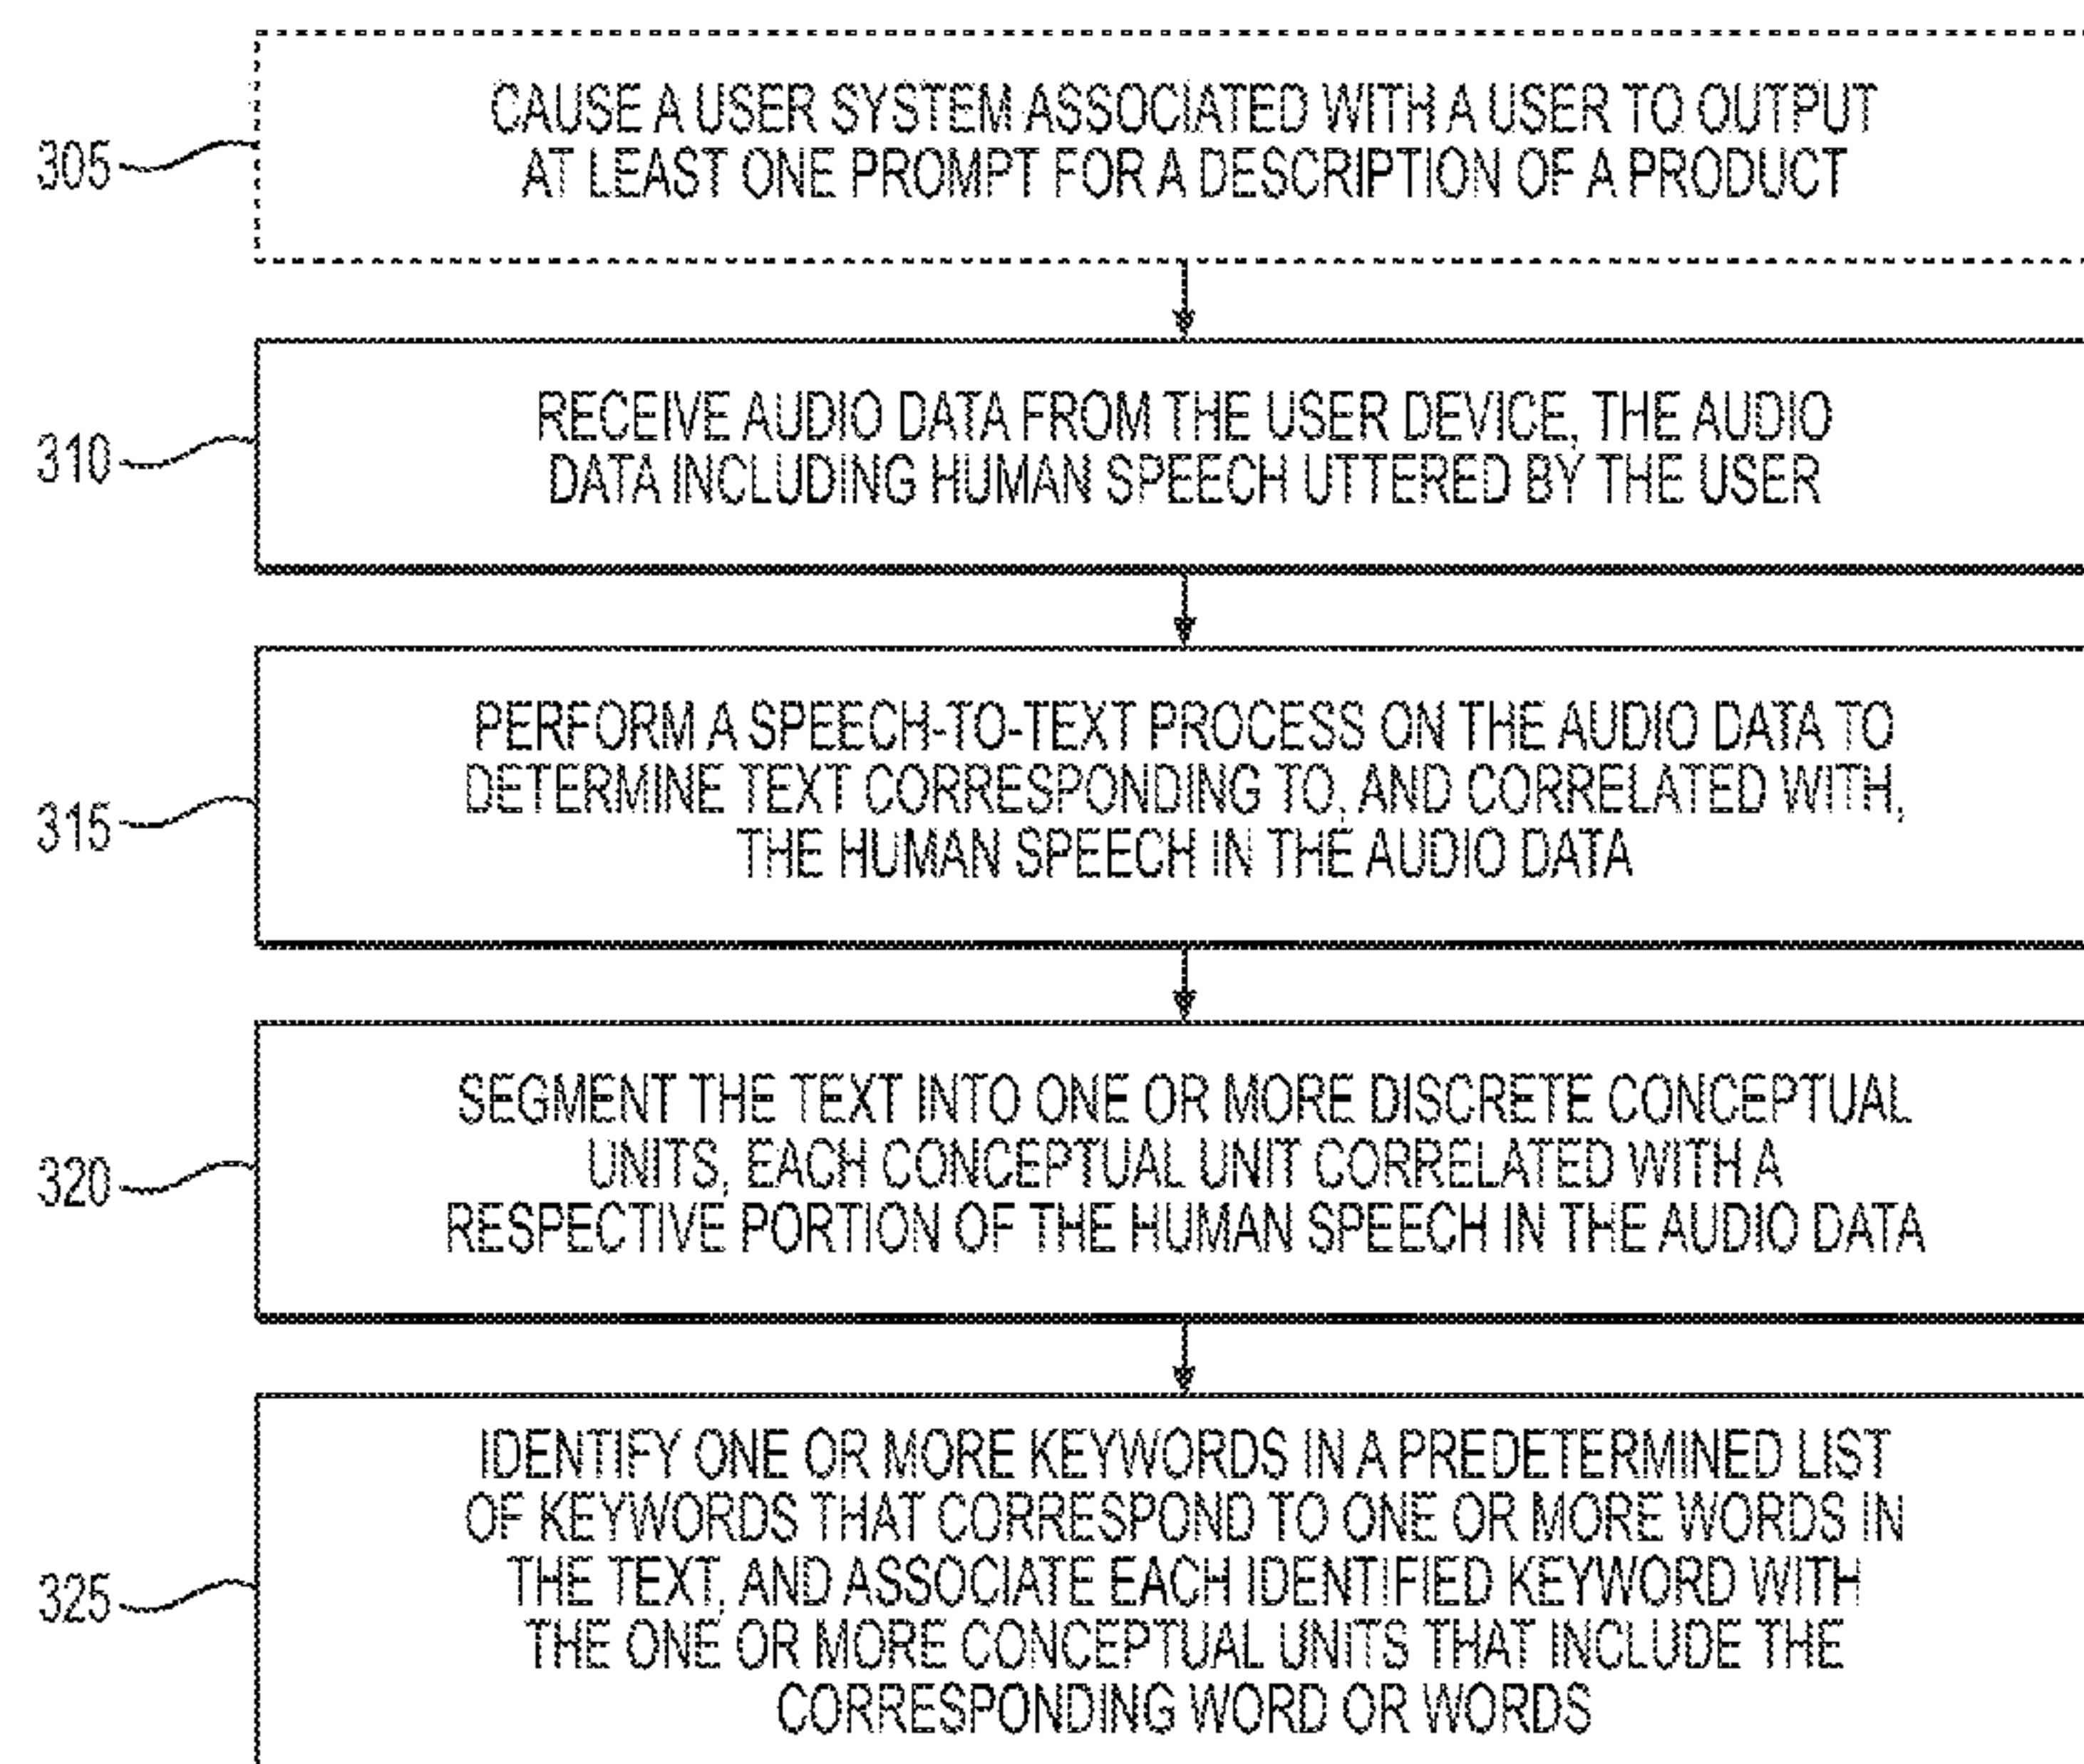 CAUSE A USER SYSTEM ASSOCIATED WITH A USER TO OUTPUT
AT LEAST ONE PROMPT FOR A DESCRIPTION OF A PRODUCT
305
RECEIVE AUDIO DATA FROM THE USER DEVICE, THE AUDIO
DATA INCLUDING HUMAN SPEECH UTTERED BY THE USER
310
PERFORM A SPEECH-TO-TEXT PROCESS ON THE AUDIO DATA TO
DETERMINE TEXT CORRESPONDING TO, AND CORRELATED WITH,
THE HUMAN SPEECH IN THE AUDIO DATA
315
SEGMENT THE TEXT INTO ONE OR MORE DISCRETE CONCEPTUAL
UNITS, EACH CONCEPTUAL UNIT CORRELATED WITH A
RESPECTIVE PORTION OF THE HUMAN SPEECH IN THE AUDIO DATA
320
IDENTIFY ONE OR MORE KEYWORDS IN A PREDETERMINED LIST
OF KEYWORDS THAT CORRESPOND TO ONE OR MORE WORDS IN
THE TEXT, AND ASSOCIATE EACH IDENTIFIED KEYWORD WITH
THE ONE OR MORE CONCEPTUAL UNITS THAT INCLUDE THE
CORRESPONDING WORD OR WORDS
325